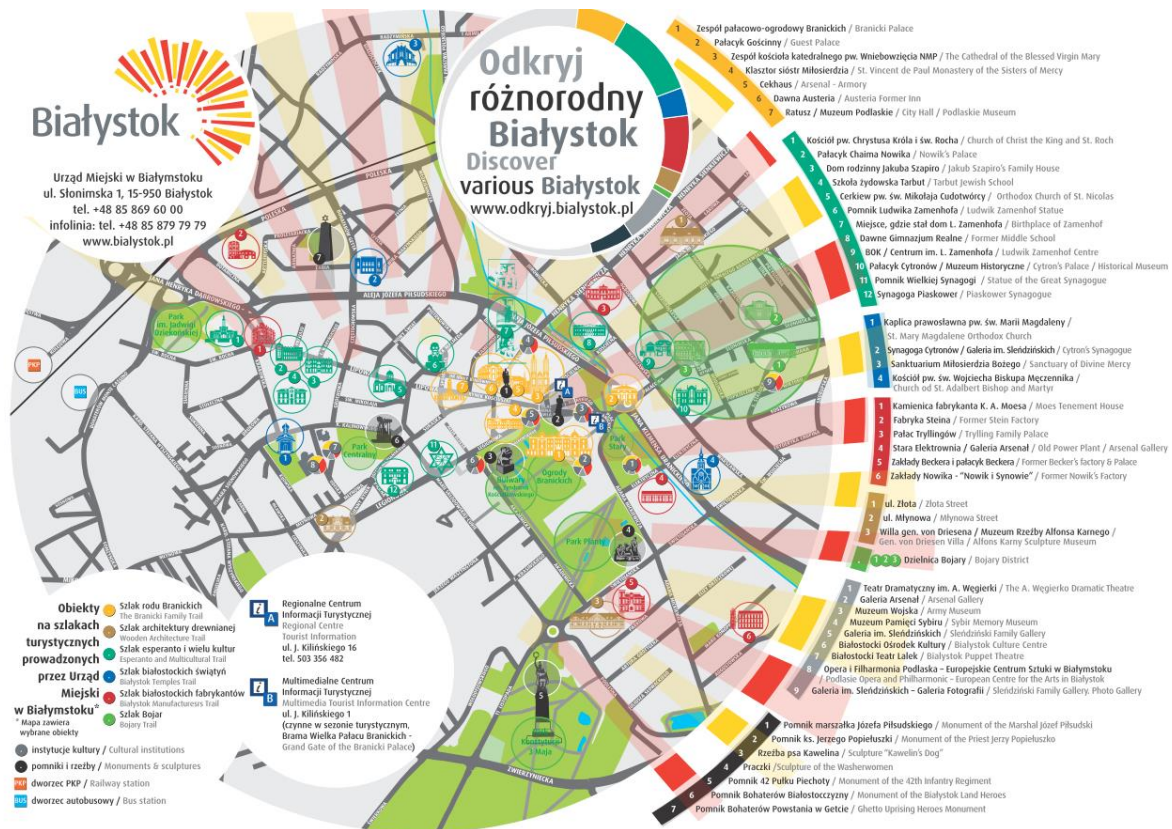 Białystok
Urząd Miejski w Białymstoku
ul. Słonimska 1, 15-950 Białystok
tel. +48 85 869 60 00
infolinia: tel. +48 85 879 79 79
www.bialystok.pl
Odkryj
różnorodny
Białystok
Discover
various Białystok
www.odkryj.bialystok.pl
1 Zespół pałacowo-ogrodowy Branickich / Branicki Palace
2 Pałacyk Gościnny / Guest Palace
3 Zespół kościoła katedralnego pw. Wniebowzięcia NMP / The Cathedral of the Blessed Virgin Mary
4 Klasztor sióstr Miłosierdzia / St. Vincent de Paul Monastery of the Sisters of Mercy
5 Cekhaus / Arsenal - Armory
6 Dawna Austeria / Austeria Former Inn
7 Ratusz / Muzeum Podlaskie / City Hall / Podlaskie Museum
1 Kościół pw. Chrystusa Króla i św. Rocha / Church of Christ the King and St. Roch
2 Pałacyk Chaima Nowika / Nowik's Palace
3 Dom rodzinny Jakuba Szapiro / Jakub Szapiro's Family House
4 Szkoła żydowska Tarbut / Tarbut Jewish School
5 Cerkiew pw. św. Mikołaja Cudotwórcy / Orthodox Church of St. Nicolas
6 Pomnik Ludwika Zamenhofa / Ludwik Zamenhof Statue
7 Miejsce, gdzie stał dom L. Zamenhofa / Birthplace of Zamenhof
8 Dawne Gimnazjum Realne / Former Middle School
9 BOK / Centrum im. L. Zamenhofa / Ludwik Zamenhof Centre
10 Pałacyk Cytronów / Muzeum Historyczne / Cytron's Palace / Historical Museum
11 Pomnik Wielkiej Synagogi / Statue of the Great Synagogue
12 Synagoga Piaskower / Piaskower Synagogue
1 Kaplica prawosławna pw. św. Marii Magdaleny /
St. Mary Magdalene Orthodox Church
2 Synagoga Cytronów / Galeria im. Sleńdzińskich / Cytron's Synagogue
3 Sanktuarium Miłosierdzia Bożego / Sanctuary of Divine Mercy
4 Kościół pw. św. Wojciecha Biskupa Męczennika /
Church od St. Adalbert Bishop and Martyr
1 Kamienica fabrykanta K. A. Moesa / Moes Tenement House
2 Fabryka Steina / Former Stein Factory
3 Pałac Tryllingów / Trylling Family Palace
4 Stara Elektrownia / Galeria Arsenał / Old Power Plant / Arsenal Gallery
5 Zakłady Beckera i pałacyk Beckera / Former Becker's factory & Palace
6 Zakłady Nowika - "Nowik i Synowie" / Former Nowik's Factory
1 ul. Złota / Złota Street
2 ul. Młynowa / Młynowa Street
3 Willa gen. von Driesena / Muzeum Rzeźby Alfonsa Karnego /
Gen. von Driesen Villa / Alfons Karny Sculpture Museum
1 2 3 Dzielnica Bojary / Bojary District
1 Teatr Dramatyczny im. A. Węgierki / The A. Węgierko Dramatic Theatre
2 Galeria Arsenał / Arsenal Gallery
3 Muzeum Wojska / Army Museum
4 Muzeum Pamięci Sybiru / Sybir Memory Museum
5 Galeria im. Sleńdzińskich / Sleńdziński Family Gallery
6 Białostocki Ośrodek Kultury / Białystok Culture Centre
7 Białostocki Teatr Lalek / Białystok Puppet Theatre
8 Opera i Filharmonia Podlaska – Europejskie Centrum Sztuki w Białymstoku
/ Podlasie Opera and Philharmonic – European Centre for the Arts in Białystok
9 Galeria im. Sleńdzińskich – Galeria Fotografii / Sleńdziński Family Gallery. Photo Gallery
1 Pomnik marszałka Józefa Piłsudskiego / Monument of the Marshal Józef Piłsudski
2 Pomnik ks. Jerzego Popiełuszki / Monument of the Priest Jerzy Popiełuszko
3 Rzeźba psa Kawelina / Sculpture "Kawelin's Dog"
4 Praczki / Sculpture of the Washerwomen
5 Pomnik 42 Pułku Piechoty / Monument of the 42th Infantry Regiment
6 Pomnik Bohaterów Białostocczyzny / Monument of the Białystok Land Heroes
7 Pomnik Bohaterów Powstania w Getcie / Ghetto Uprising Heroes Monument
POLESKA
JANA HENRYKA DĄBROWSKIEGO
ALEJA JÓZEFA PIŁSUDSKIEGO
HENRYKA SIENKIEWICZA
Park
im. Jadwigi
Dziekońskiej
LIPOWA
Park
Centralny
Ogrody
Branickich
Park
Stary
Park Planty
Konstytucji
3 Maja
ZWIERZYNIECKA
PKP
BUS
Obiekty
na szlakach
turystycznych
prowadzonych
przez Urząd
Miejski
w Białymstoku*
* Mapa zawiera
wybrane obiekty
Szlak rodu Branickich
The Branicki Family Trail
Szlak architektury drewnianej
Wooden Architecture Trail
Szlak esperanto i wielu kultur
Esperanto and Multicultural Trail
Szlak białostockich świątyń
Białystok Temples Trail
Szlak białostockich fabrykantów
Białystok Manufacturers Trail
Szlak Bojar
Bojary Trail
instytucje kultury / Cultural institutions
pomniki i rzeźby / Monuments & sculptures
PKP dworzec PKP / Railway station
BUS dworzec autobusowy / Bus station
i A
Regionalne Centrum
Informacji Turystycznej
Regional Centre
Tourist Information
ul. J. Kilińskiego 16
tel. 503 356 482
i B
Multimedialne Centrum
Informacji Turystycznej
Multimedia Tourist Information Centre
ul. J. Kilińskiego 1
(czynne w sezonie turystycznym,
Brama Wielka Pałacu Branickich -
Grand Gate of the Branicki Palace)